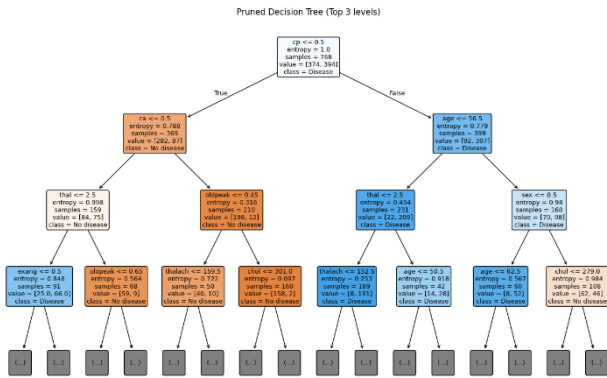 Pruned Decision Tree (Top 3 levels)
cp <= 0.5
entropy = 1.0
samples = 768
value = [374, 394]
class = Disease
True
False
ca <= 0.5
entropy = 0.788
samples = 369
value = [282, 87]
class = No disease
age <= 56.5
entropy = 0.779
samples = 399
value = [92, 307]
class = Disease
thal <= 2.5
entropy = 0.998
samples = 159
value = [84, 75]
class = No disease
oldpeak <= 0.45
entropy = 0.316
samples = 210
value = [198, 12]
class = No disease
thal <= 2.5
entropy = 0.454
samples = 231
value = [22, 209]
class = Disease
sex <= 0.5
entropy = 0.98
samples = 168
value = [70, 98]
class = Disease
exang <= 0.5
entropy = 0.848
samples = 91
value = [25.0, 66.0]
class = Disease
oldpeak <= 0.65
entropy = 0.564
samples = 68
value = [59, 9]
class = No disease
thalach <= 159.5
entropy = 0.722
samples = 50
value = [40, 10]
class = No disease
chol <= 301.0
entropy = 0.097
samples = 160
value = [158, 2]
class = No disease
thalach <= 152.5
entropy = 0.253
samples = 189
value = [8, 181]
class = Disease
age <=
entropy = 0.918
samples = 42
value = [14, 28]
class = Disease
age <= 62.5
entropy = 0.567
samples = 60
value = [8, 52]
class = Disease
chol <= 279.0
entropy = 0.984
samples = 108
value = [62, 46]
class = No disease
(...) (...) (...) (...) (...) (...) (...) (...) (...) (...) (...) (...) (...) (...) (...) (...)